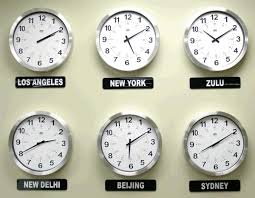 LOS ANGELES
NEW YORK
ZULU
NEW DELHI
BEIJING
SYDNEY